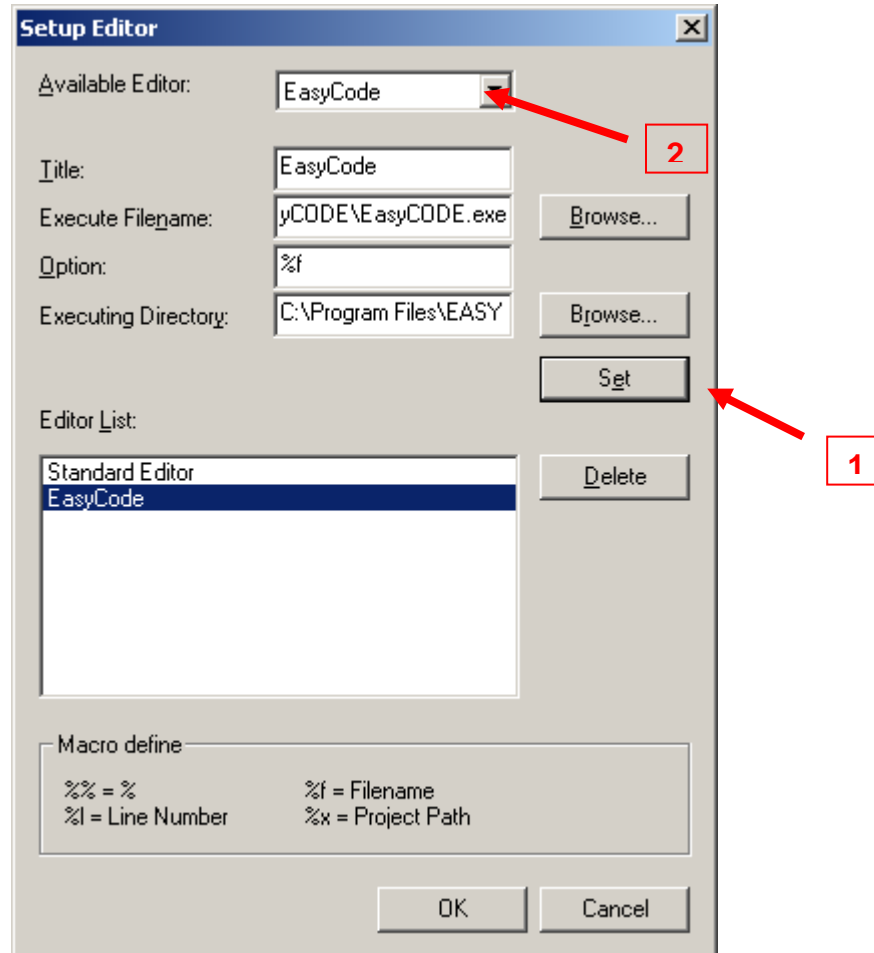 Setup Editor
Available Editor:
EasyCode
2
Title:
EasyCode
Execute Filename:
yCODE\EasyCODE.exe
Browse...
Option:
%f
Executing Directory:
C:\Program Files\EASY
Browse...
Set
Editor List:
1
Standard Editor
Delete
EasyCode
Macro define
%% = %
%f = Filename
%l = Line Number
%x = Project Path
OK
Cancel